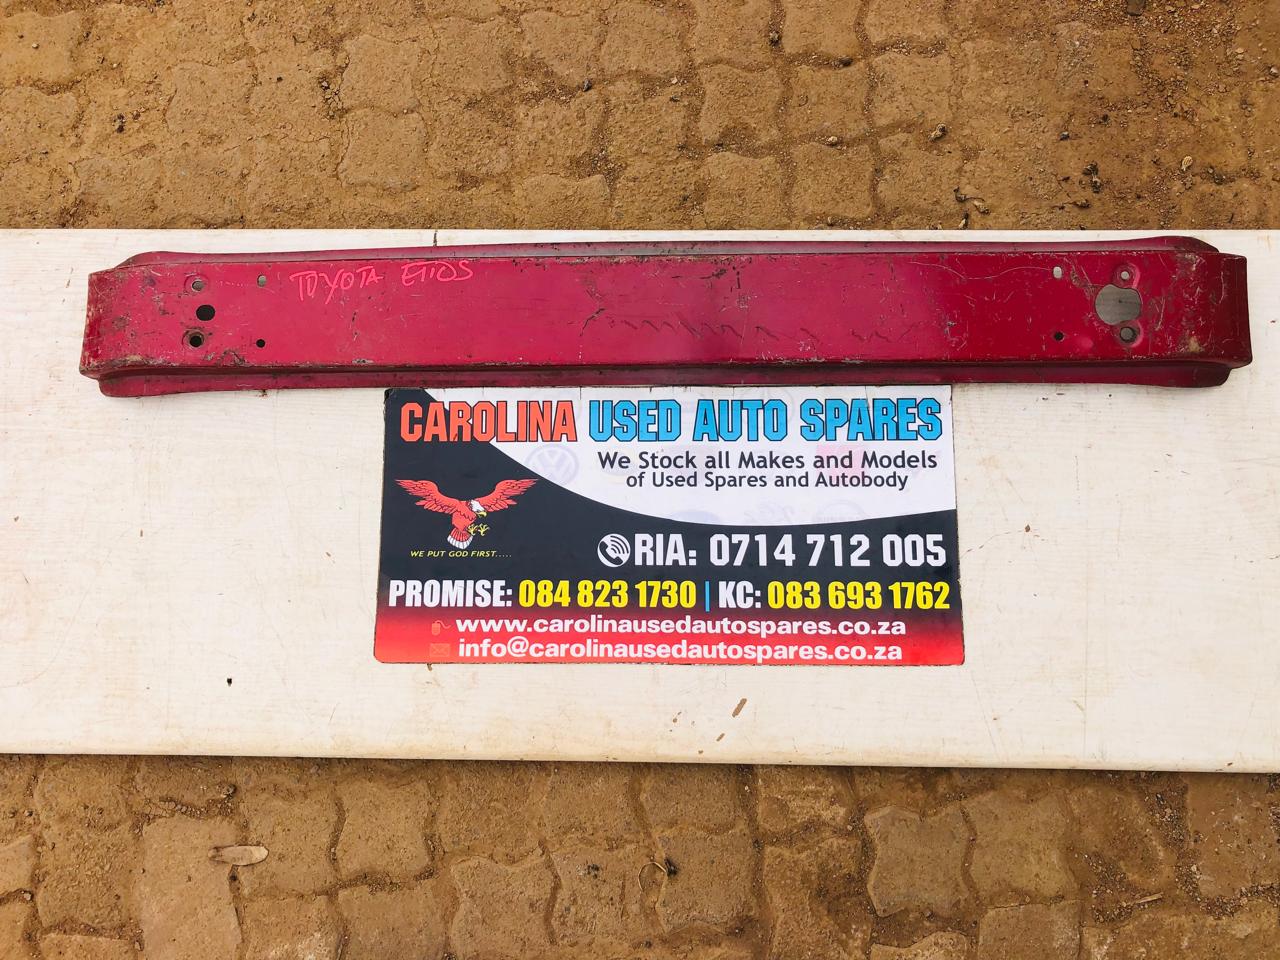 TOYOTA ETIOS
CAROLINA USED AUTO SPARES
We Stock all Makes and Models
of Used Spares and Autobody
WE PUT GOD FIRST.....
RIA: 0714 712 005
PROMISE: 084 823 1730 | KC: 083 693 1762
www.carolinausedautospares.co.za
info@carolinausedautospares.co.za